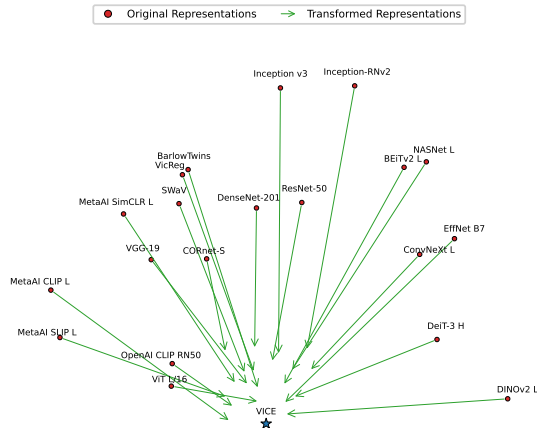 Original Representations
Transformed Representations
Inception v3
Inception-RNv2
BarlowTwins
NASNet L
VicReg
BEiTv2 L
SWaV
ResNet-50
DenseNet-201
MetaAI SimCLR L
EffNet B7
VGG-19
CORnet-S
ConvNeXt L
MetaAI CLIP L
DeiT-3 H
MetaAI SLIP L
OpenAI CLIP RN50
ViT L/16
DINOv2 L
VICE